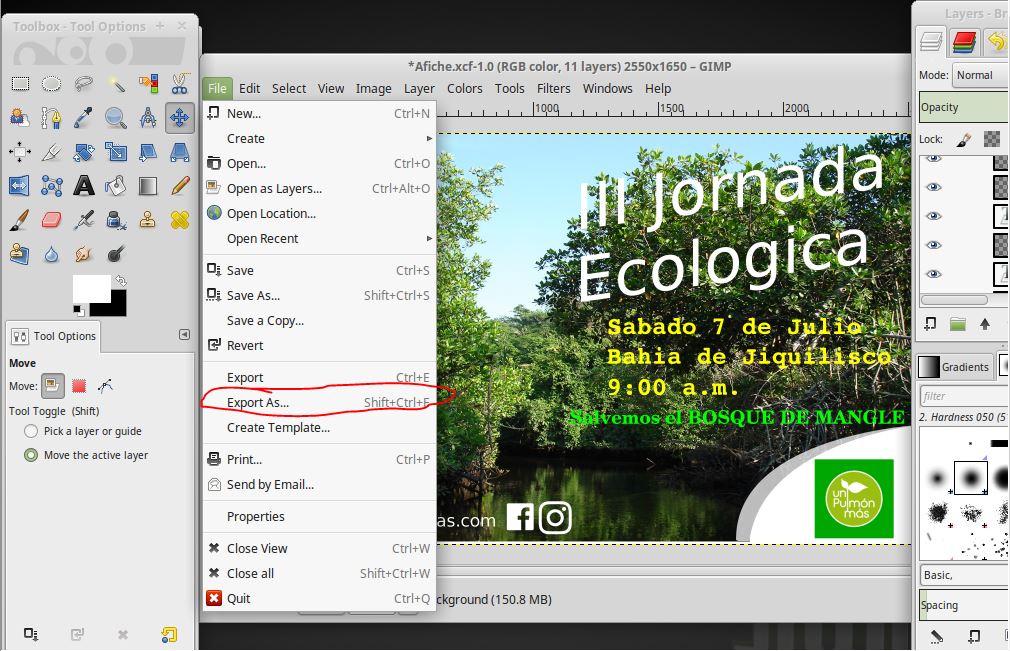 Toolbox - Tool Options
Layers - Br
*Afiche.xcf-1.0 (RGB color, 11 layers) 2550x1650 – GIMP
File Edit Select View Image Layer Colors Tools Filters Windows Help
1000 1500 2000
New... Ctrl+N
Create
Open... Ctrl+O
Open as Layers... Ctrl+Alt+O
Open Location...
Open Recent
Save Ctrl+S
Save As... Shift+Ctrl+S
Save a Copy...
Revert
Export Ctrl+E
Export As... Shift+Ctrl+E
Create Template...
Print... Ctrl+P
Send by Email...
Properties
Close View Ctrl+W
Close all Shift+Ctrl+W
Quit Ctrl+Q
Tool Options
Move
Move:
Tool Toggle (Shift)
Pick a layer or guide
Move the active layer
III Jornada
Ecologica
Sabado 7 de Julio
Bahia de Jiquilisco
9:00 a.m.
Salvemos el BOSQUE DE MANGLE
as.com
un
Pulmón
más
ckground (150.8 MB)
Mode: Normal
Opacity
Lock:
Gradients
filter
2. Hardness 050 (5
Basic,
Spacing